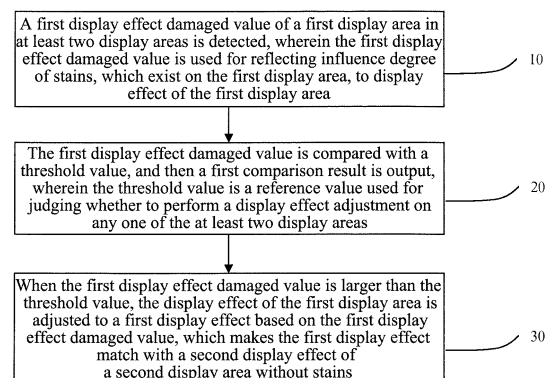 A first display effect damaged value of a first display area in
at least two display areas is detected, wherein the first display
effect damaged value is used for reflecting influence degree
of stains, which exist on the first display area, to display
effect of the first display area
10
The first display effect damaged value is compared with a
threshold value, and then a first comparison result is output,
wherein the threshold value is a reference value used for
judging whether to perform a display effect adjustment on
any one of the at least two display areas
20
When the first display effect damaged value is larger than the
threshold value, the display effect of the first display area is
adjusted to a first display effect based on the first display
effect damaged value, which makes the first display effect
match with a second display effect of
a second display area without stains
30